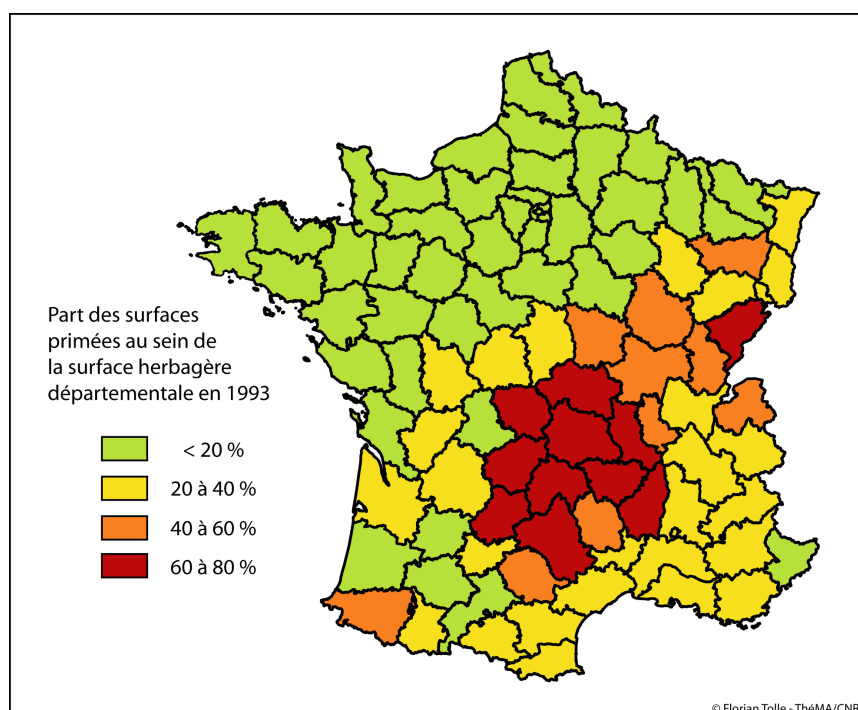 Part des surfaces
primées au sein de
la surface herbagère
départementale en 1993
< 20 %
20 à 40 %
40 à 60 %
60 à 80 %
© Florian Tolle - ThéMA/CNR